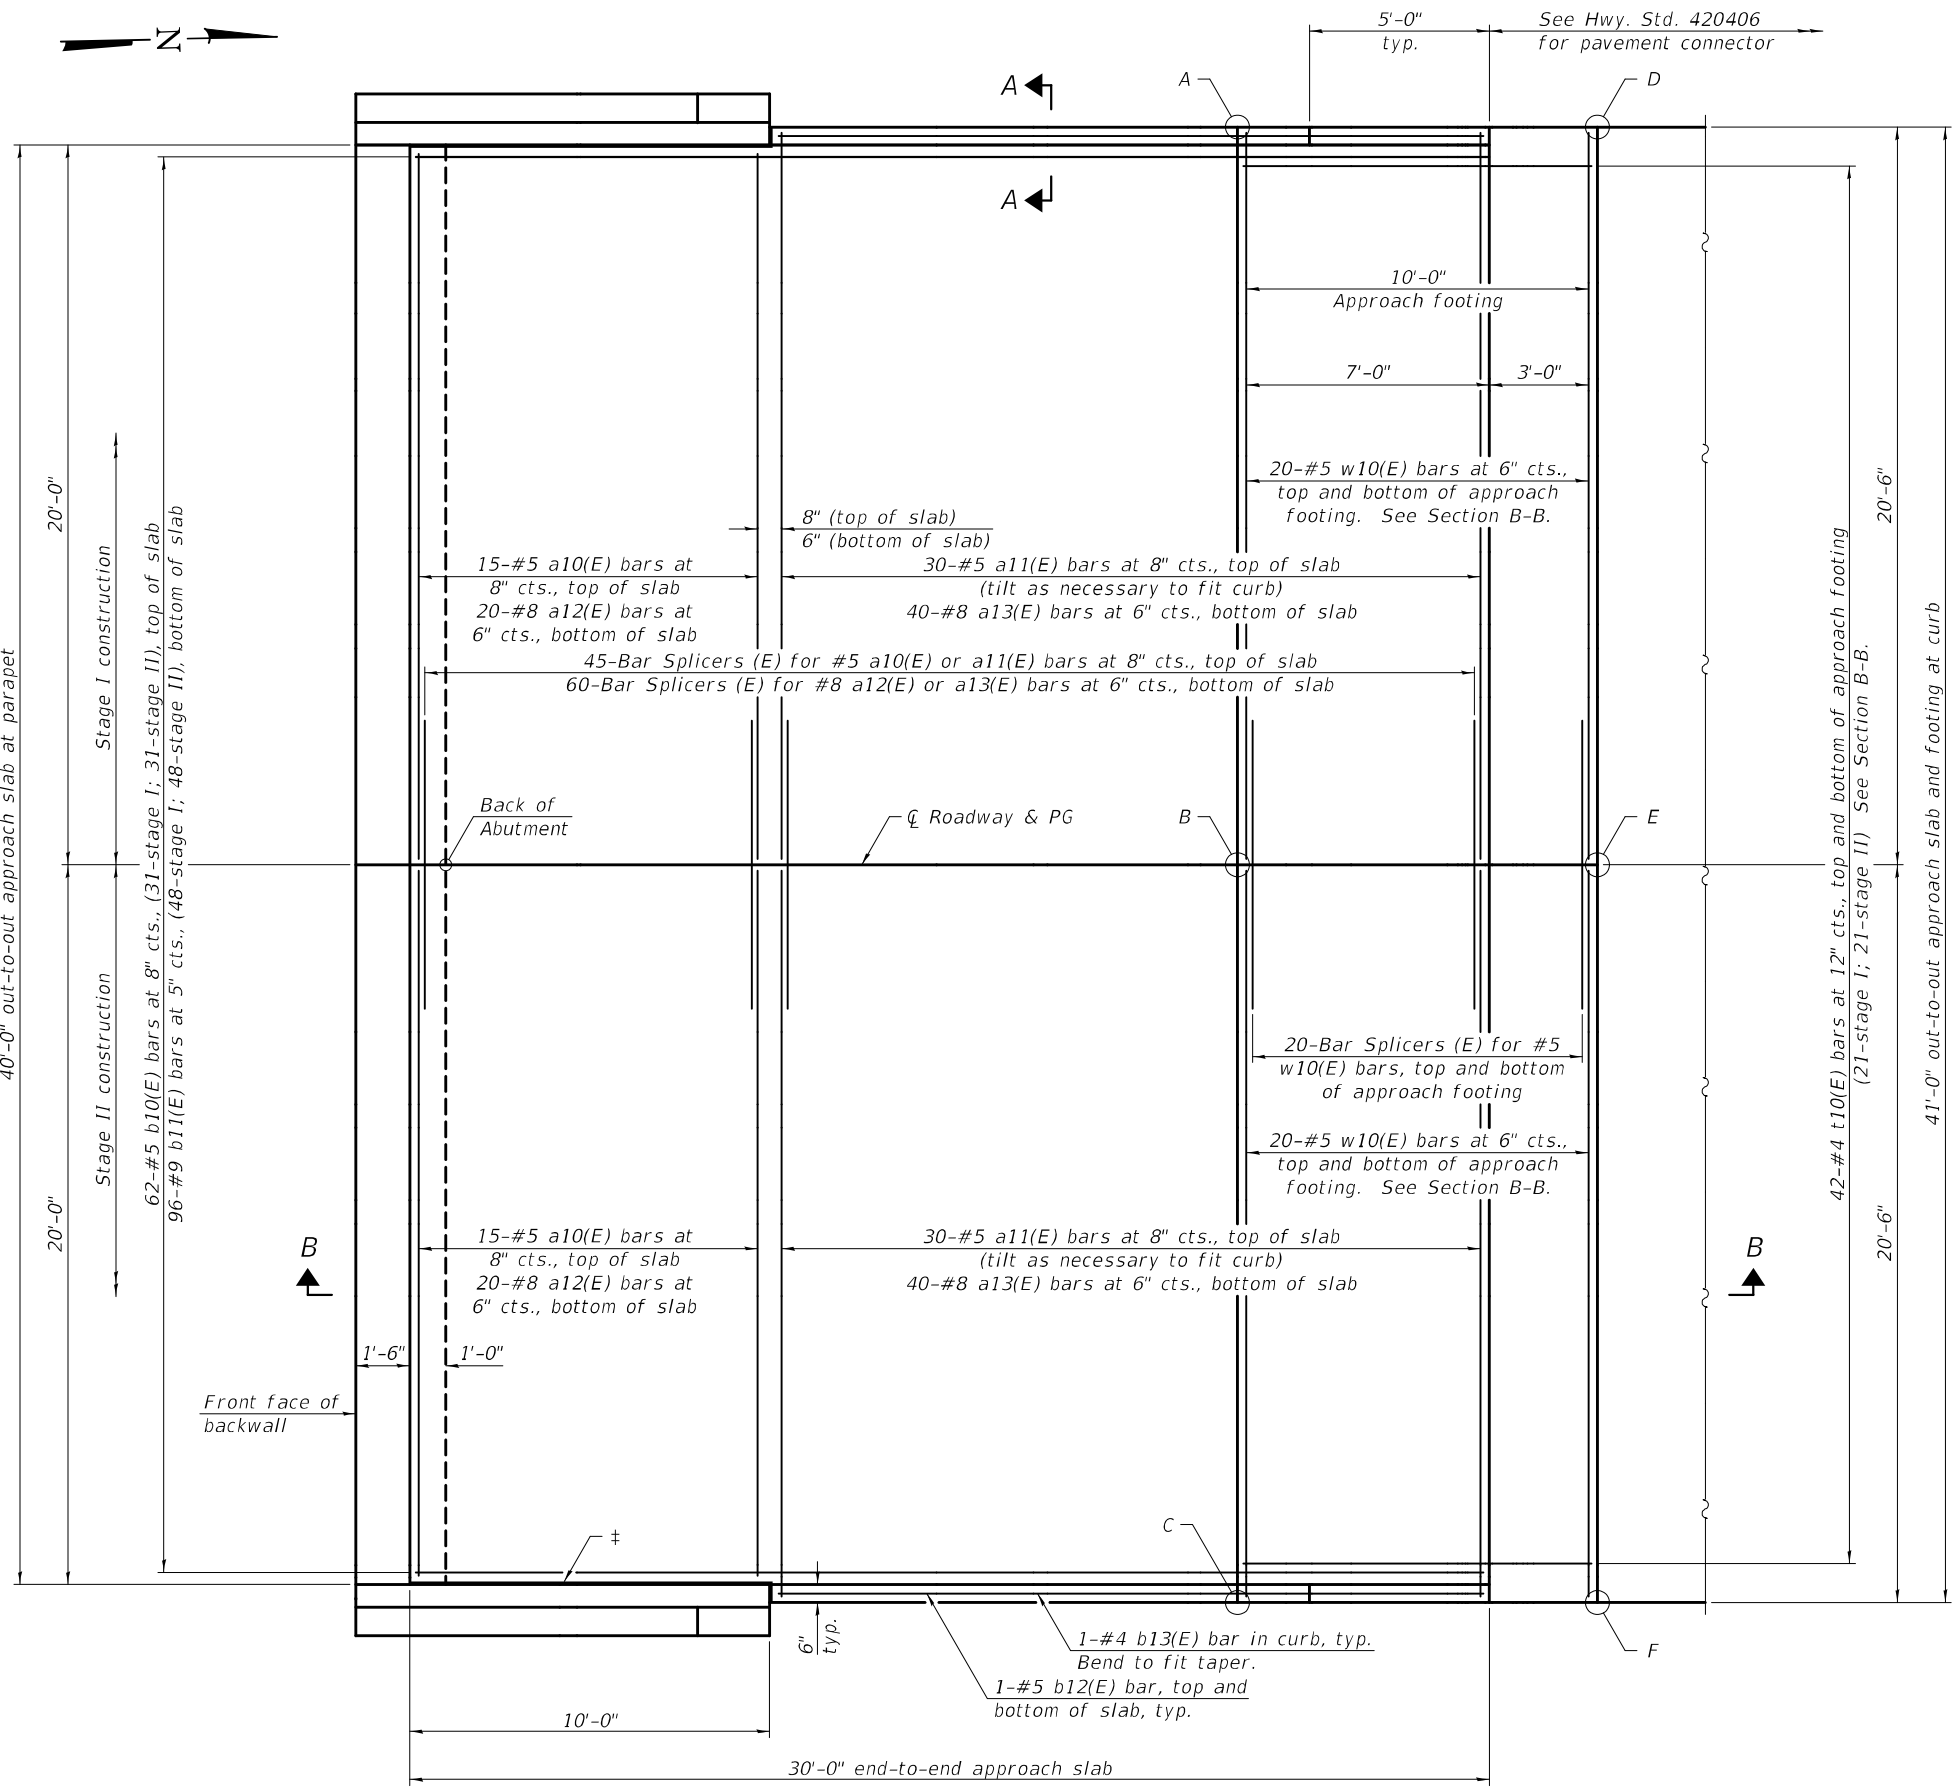 N
5'-0"
typ.
See Hwy. Std. 420406
for pavement connector
A
A
D
A
10'-0"
Approach footing
7'-0"
3'-0"
20-#5 w10(E) bars at 6" cts.,
top and bottom of approach
footing. See Section B-B.
8" (top of slab)
6" (bottom of slab)
15-#5 a10(E) bars at
8" cts., top of slab
20-#8 a12(E) bars at
6" cts., bottom of slab
30-#5 a11(E) bars at 8" cts., top of slab
(tilt as necessary to fit curb)
40-#8 a13(E) bars at 6" cts., bottom of slab
45-Bar Splicers (E) for #5 a10(E) or a11(E) bars at 8" cts., top of slab
60-Bar Splicers (E) for #8 a12(E) or a13(E) bars at 6" cts., bottom of slab
40'-0" out-to-out approach slab at parapet
20'-0"
20'-0"
Stage I construction
Stage II construction
62-#5 b10(E) bars at 8" cts., (31-stage I; 31-stage II), top of slab
96-#9 b11(E) bars at 5" cts., (48-stage I; 48-stage II), bottom of slab
Back of
Abutment
℄ Roadway & PG
B
E
42-#4 t10(E) bars at 12" cts., top and bottom of approach footing
(21-stage I; 21-stage II) See Section B-B.
20'-6"
20'-6"
41'-0" out-to-out approach slab and footing at curb
20-Bar Splicers (E) for #5
w10(E) bars, top and bottom
of approach footing
20-#5 w10(E) bars at 6" cts.,
top and bottom of approach
footing. See Section B-B.
15-#5 a10(E) bars at
8" cts., top of slab
20-#8 a12(E) bars at
6" cts., bottom of slab
30-#5 a11(E) bars at 8" cts., top of slab
(tilt as necessary to fit curb)
40-#8 a13(E) bars at 6" cts., bottom of slab
B
B
1'-6"
1'-0"
Front face of
backwall
‡
C
F
6"
typ.
1-#4 b13(E) bar in curb, typ.
Bend to fit taper.
1-#5 b12(E) bar, top and
bottom of slab, typ.
10'-0"
30'-0" end-to-end approach slab